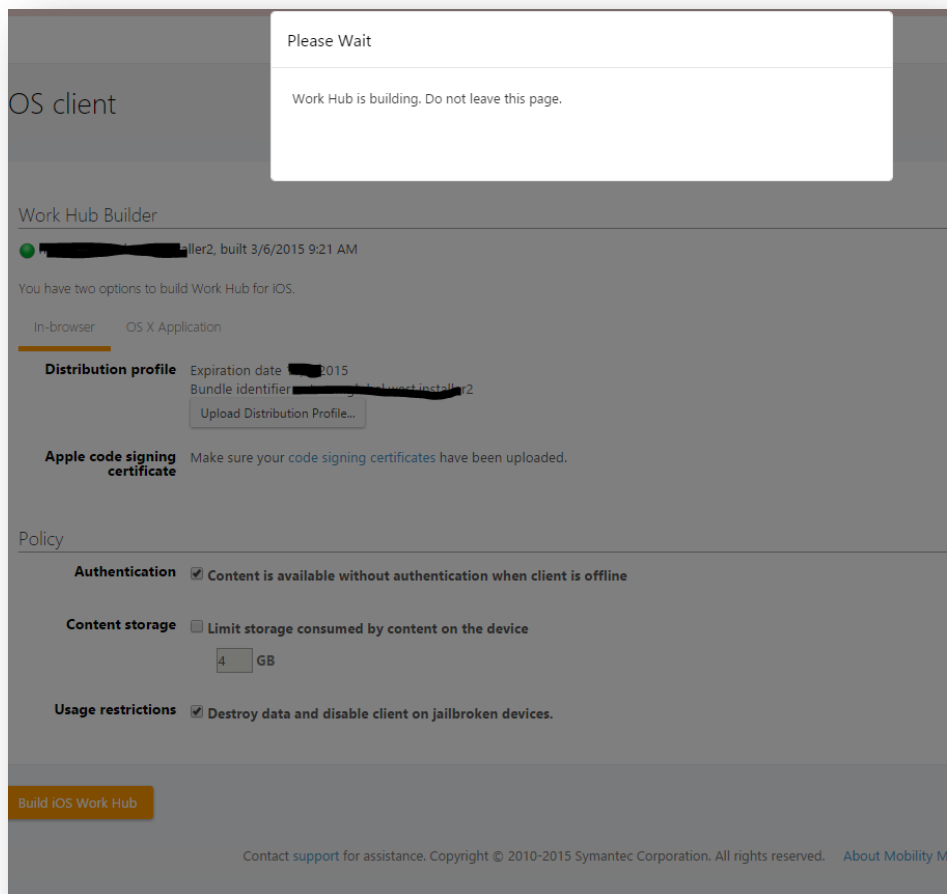 Please Wait
Work Hub is building. Do not leave this page.
OS client
Work Hub Builder
aller2, built 3/6/2015 9:21 AM
You have two options to build Work Hub for iOS.
In-browser OS X Application
Distribution profile Expiration date 2015
Bundle identifier
Upload Distribution Profile...
Apple code signing certificate Make sure your code signing certificates have been uploaded.
Policy
Authentication Content is available without authentication when client is offline
Content storage Limit storage consumed by content on the device
4 GB
Usage restrictions Destroy data and disable client on jailbroken devices.
Build iOS Work Hub
Contact support for assistance. Copyright © 2010-2015 Symantec Corporation. All rights reserved. About Mobility M